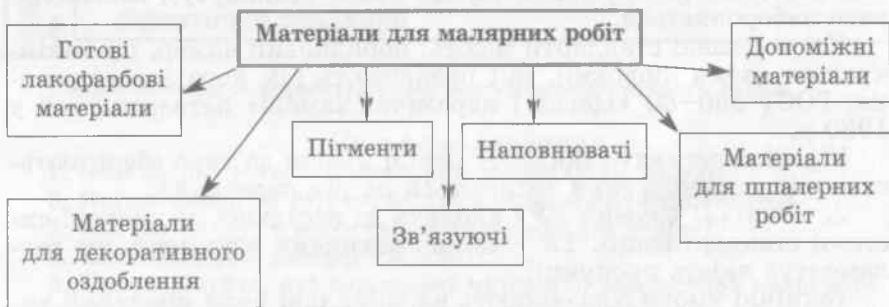 Матеріали для малярних робіт
Готові
лакофарбові
матеріали
Допоміжні
матеріали
Пігменти
Наповнювачі
Матеріали
для декоративного
оздоблення
Зв'язуючі
Матеріали
для шпалерних
робіт